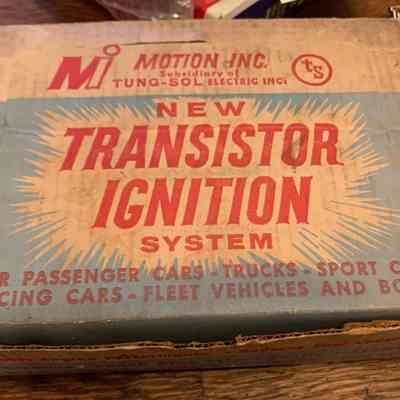 Mi MOTION INC. ts
Subsidiary of
TUNG-SOL ELECTRIC INC.
NEW
TRANSISTOR
IGNITION
SYSTEM
R PASSENGER CARS - TRUCKS - SPORT C
CING CARS - FLEET VEHICLES AND BO